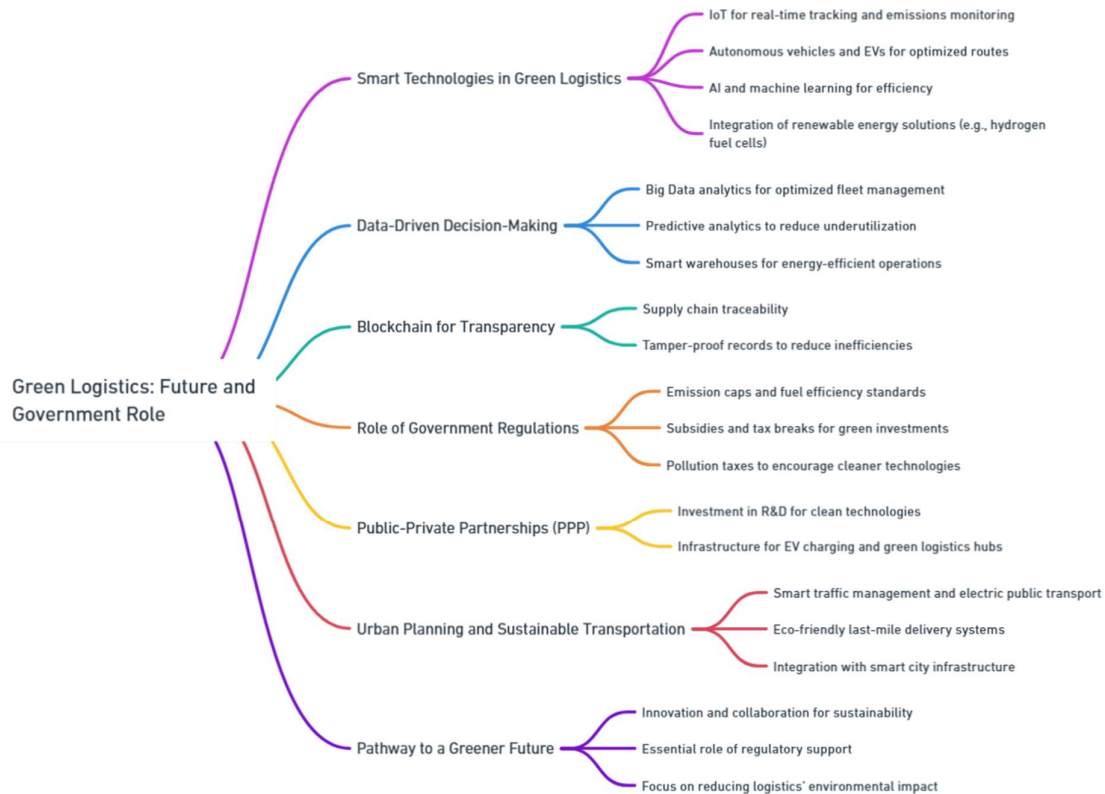 Green Logistics: Future and
Government Role
Smart Technologies in Green Logistics
IoT for real-time tracking and emissions monitoring
Autonomous vehicles and EVs for optimized routes
AI and machine learning for efficiency
Integration of renewable energy solutions (e.g., hydrogen
fuel cells)
Data-Driven Decision-Making
Big Data analytics for optimized fleet management
Predictive analytics to reduce underutilization
Smart warehouses for energy-efficient operations
Blockchain for Transparency
Supply chain traceability
Tamper-proof records to reduce inefficiencies
Role of Government Regulations
Emission caps and fuel efficiency standards
Subsidies and tax breaks for green investments
Pollution taxes to encourage cleaner technologies
Public-Private Partnerships (PPP)
Investment in R&D for clean technologies
Infrastructure for EV charging and green logistics hubs
Urban Planning and Sustainable Transportation
Smart traffic management and electric public transport
Eco-friendly last-mile delivery systems
Integration with smart city infrastructure
Pathway to a Greener Future
Innovation and collaboration for sustainability
Essential role of regulatory support
Focus on reducing logistics' environmental impact